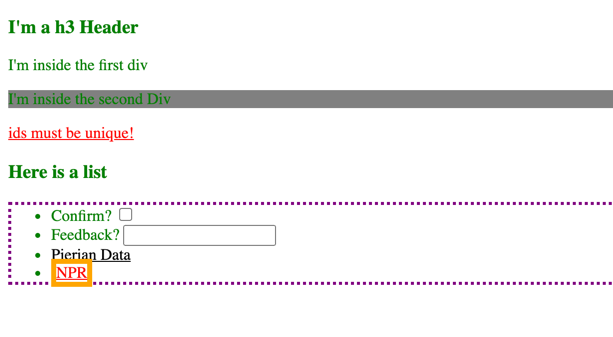 I'm a h3 Header
I'm inside the first div
I'm inside the second Div
ids must be unique!
Here is a list
Confirm?
Feedback?
Pierian Data
NPR